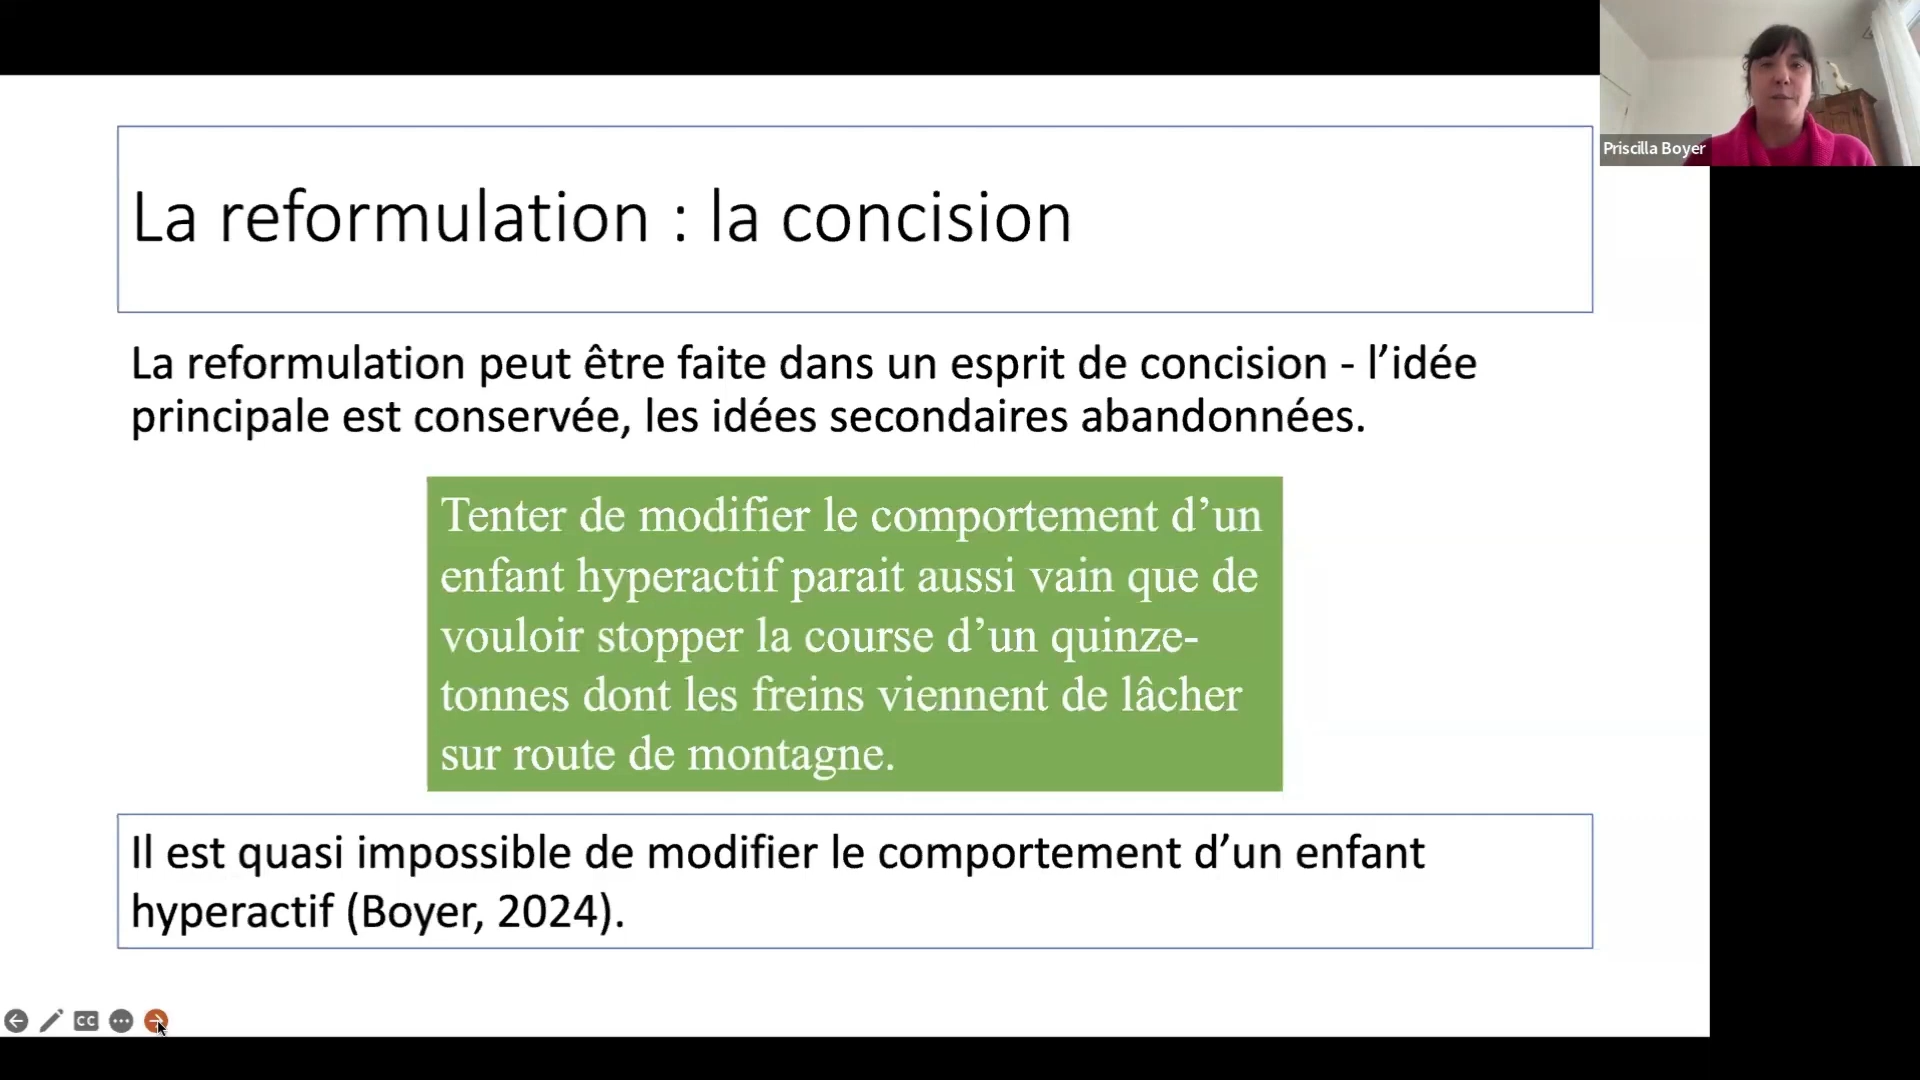 Priscilla Boyer
La reformulation : la concision
La reformulation peut être faite dans un esprit de concision - l’idée
principale est conservée, les idées secondaires abandonnées.
Tenter de modifier le comportement d’un
enfant hyperactif parait aussi vain que de
vouloir stopper la course d’un quinze-
tonnes dont les freins viennent de lâcher
sur route de montagne.
Il est quasi impossible de modifier le comportement d’un enfant
hyperactif (Boyer, 2024).
CC